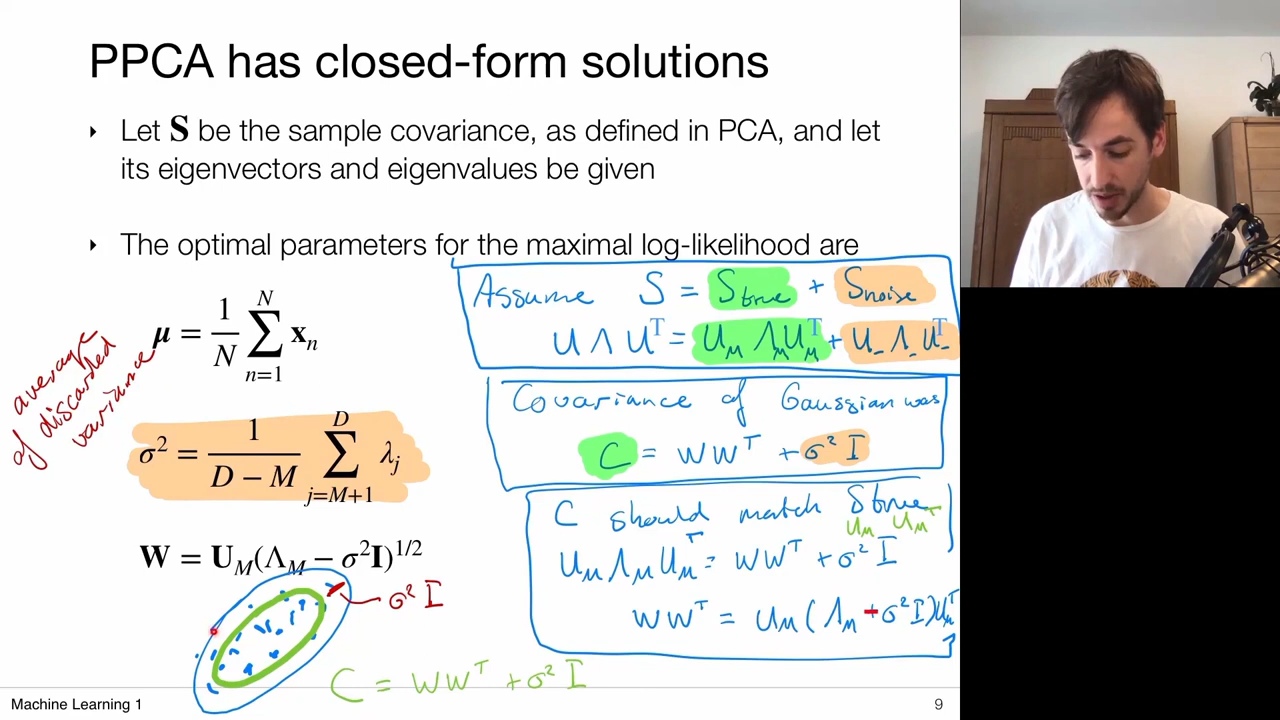 PPCA has closed-form solutions
‣ Let S be the sample covariance, as defined in PCA, and let
its eigenvectors and eigenvalues be given
‣ The optimal parameters for the maximal log-likelihood are
μ = 1/N ∑_{n=1}^{N} x_n
average
of discarded
variance
σ² = 1/(D − M) ∑_{j=M+1}^{D} λ_j
W = U_M(Λ_M − σ²I)^{1/2}
σ² I
C = WW^T + σ² I
Assume S = S_true + S_noise
U Λ U^T = U_M Λ_M U_M^T + U_- Λ_- U_-^T
Covariance of Gaussian was
C = WW^T + σ² I
C should match S_true
U_M U_M^T
U_M Λ_M U_M^T = WW^T + σ² I
WW^T = U_M (Λ_M + σ² I) U_M^T
Machine Learning 1
9